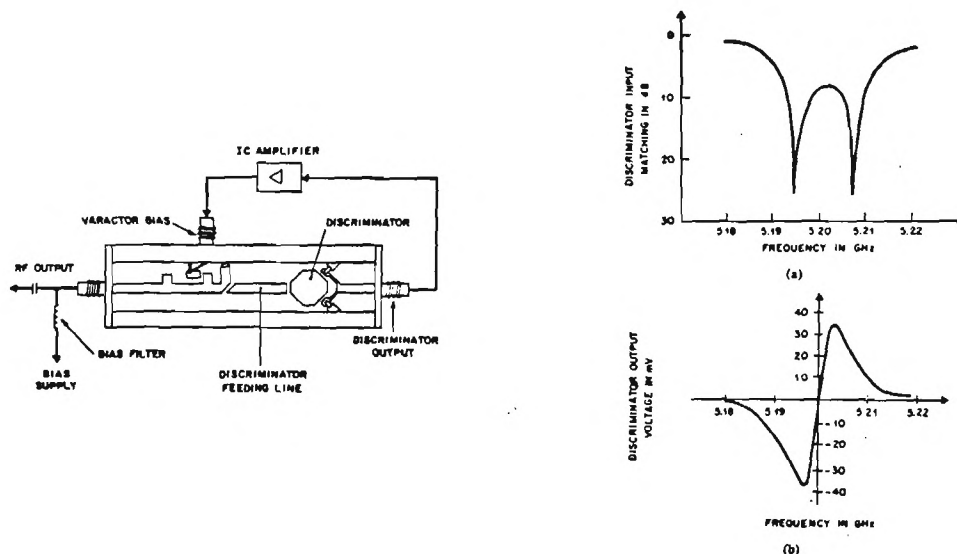 IC AMPLIFIER
VARACTOR BIAS
DISCRIMINATOR
RF OUTPUT
BIAS FILTER
BIAS
SUPPLY
DISCRIMINATOR
FEEDING LINE
DISCRIMINATOR
OUTPUT
DISCRIMINATOR INPUT
MATCHING IN dB
0
10
20
30
5.18
5.19
5.20
5.21
5.22
FREQUENCY IN GHz
(a)
DISCRIMINATOR OUTPUT
VOLTAGE IN mV
40
30
20
10
5.18
5.19
5.21
5.22
-10
-20
-30
-40
FREQUENCY IN GHz
(b)